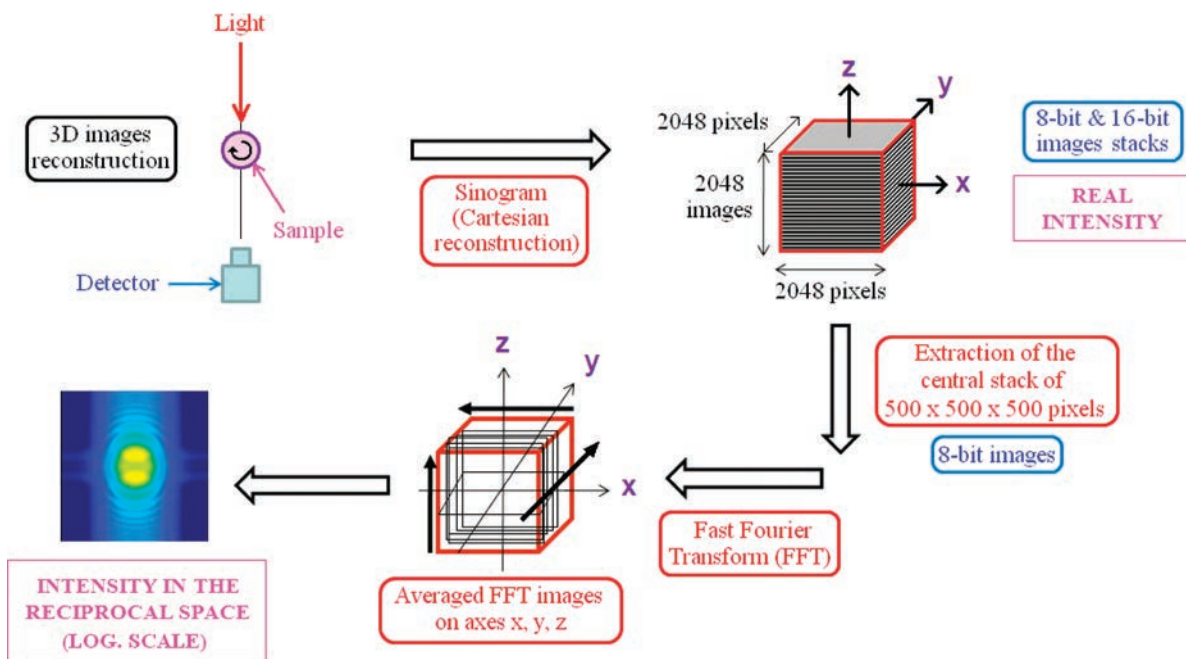 Light
3D images
reconstruction
Sample
Detector
Sinogram
(Cartesian
reconstruction)
z
y
x
2048 pixels
2048
images
2048 pixels
8-bit & 16-bit
images stacks
REAL
INTENSITY
Extraction of the
central stack of
500 x 500 x 500 pixels
8-bit images
Fast Fourier
Transform (FFT)
z
y
x
Averaged FFT images
on axes x, y, z
INTENSITY IN THE
RECIPROCAL SPACE
(LOG. SCALE)